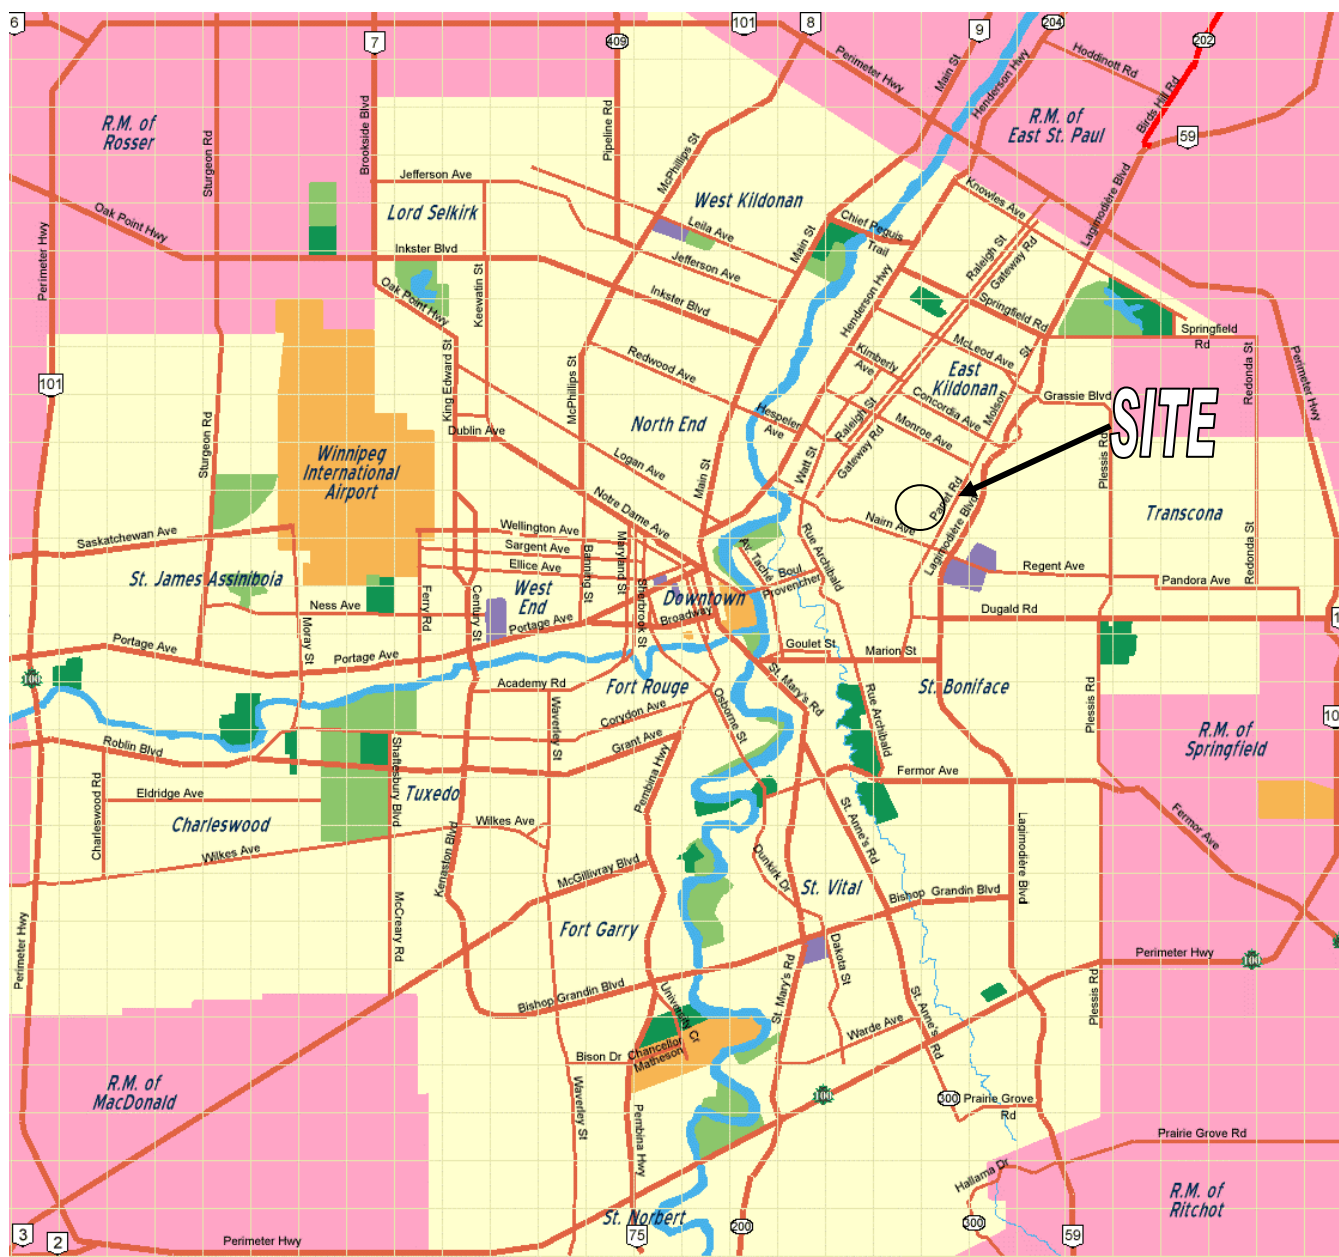 6
7
409
101
8
9
204
202
59
Hoddinott Rd
Perimeter Hwy
Main St
Henderson Hwy
Birds Hill Rd
R.M. of
Rosser
R.M. of
East St. Paul
Sturgeon Rd
Brookside Blvd
Pipeline Rd
McPhillips St
Jefferson Ave
Lord Selkirk
West Kildonan
Knowles Ave
Lagimodière Blvd
Oak Point Hwy
Inkster Blvd
Leila Ave
Main St
Chief Peguis
Trail
Raleigh St
Gateway Rd
Perimeter Hwy
Jefferson Ave
Keewatin St
Oak Point Hwy
Inkster Blvd
Henderson Hwy
Springfield Rd
Springfield
Rd
McLeod Ave
Kimberly
Ave
East
Kildonan
St
Molson
Redonda St
Perimeter Hwy
101
King Edward St
McPhillips St
Redwood Ave
Hespeler
Ave
Concordia Ave
Grassie Blvd
SITE
Raleigh St
Gateway Rd
Monroe Ave
Sturgeon Rd
Dublin Ave
North End
Logan Ave
Main St
Watt St
Plessis Rd
Winnipeg
International
Airport
Notre Dame Ave
Panet Rd
Nairn Ave
Lagimodière Blvd
Transcona
Saskatchewan Ave
Wellington Ave
Sargent Ave
Ellice Ave
Banning St
Maryland St
Sherbrook St
Av Taché
Boul
Provencher
Rue Archibald
Regent Ave
Pandora Ave
Redonda St
St. James Assiniboia
Ness Ave
Ferry Rd
Century St
West
End
Portage Ave
Downtown
Broadway
Dugald Rd
1
Portage Ave
Moray St
Portage Ave
Goulet St
Marion St
100
Academy Rd
Fort Rouge
St. Mary's Rd
St. Boniface
Plessis Rd
Corydon Ave
Osborne St
Rue Archibald
R.M. of
Springfield
10
Roblin Blvd
Waverley St
Grant Ave
Shaftesbury Blvd
Pembina Hwy
Fermor Ave
Charleswood Rd
Eldridge Ave
Tuxedo
Charleswood
Wilkes Ave
Wilkes Ave
Kenaston Blvd
St. Anne's Rd
Lagimodière Blvd
Fermor Ave
McGillivray Blvd
Dunkirk Dr
St. Vital
Bishop Grandin Blvd
McCreary Rd
Fort Garry
Perimeter Hwy
Dakota St
Perimeter Hwy
100
Bishop Grandin Blvd
University Cr
St. Mary's Rd
St. Anne's Rd
Plessis Rd
Warde Ave
Bison Dr
Chancellor
Matheson
R.M. of
MacDonald
100
300
Prairie Grove
Rd
Waverley St
Pembina Hwy
Prairie Grove Rd
Hallama Dr
R.M. of
Ritchot
St. Norbert
3
2
Perimeter Hwy
75
200
300
59